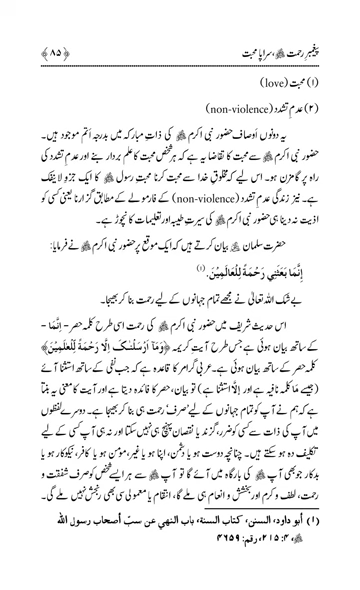 پیغمبرِ رحمت ﷺ، سراپا محبت ﴿ ۸۵ ﴾
(۱) محبت (love)
(۲) عدم تشدد (non-violence)
یہ دونوں اَوصاف حضور نبی اکرم ﷺ کی ذاتِ مبارکہ میں بدرجہ اَتم موجود ہیں۔
حضور نبی اکرم ﷺ سے محبت کا تقاضا یہ ہے کہ ہر شخص محبت کا علم بردار بنے اور عدم تشدد کی
راہ پر گامزن ہو۔ اس لیے کہ مخلوقِ خدا سے محبت کرنا محبتِ رسول ﷺ کا ایک جزوِ لا ینفک
ہے۔ نیز زندگی عدم تشدد (non-violence) کے فارمولے کے مطابق گزارنا یعنی کسی کو
اذیت نہ دینا ہی حضور نبی اکرم ﷺ کی سیرتِ طیبہ اور تعلیمات کا نچوڑ ہے۔
حضرت سلمان ؓ بیان کرتے ہیں کہ ایک موقع پر حضور نبی اکرم ﷺ نے فرمایا:
إِنَّمَا بَعَثَنِي رَحْمَةً لِلْعَالَمِيْنَ. (۱)
بے شک اللہ تعالیٰ نے مجھے تمام جہانوں کے لیے رحمت بنا کر بھیجا۔
اس حدیث شریف میں حضور نبی اکرم ﷺ کی رحمت اسی طرح کلمہ حصر - إِنَّمَا -
کے ساتھ بیان ہوئی ہے جس طرح آیتِ کریمہ ﴿وَمَآ اَرْسَلْنٰكَ اِلَّا رَحْمَةً لِّلْعٰلَمِيْنَ﴾
کلمہ حصر کے ساتھ بیان ہوئی ہے۔ عربی گرامر کا قاعدہ ہے کہ جب نفی کے ساتھ استثنا آئے
(جیسے مَا کلمہ نافیہ ہے اور إِلَّا استثنا ہے) تو بیان، حصر کا فائدہ دیتا ہے اور آیت کا معنی یہ بنتا
ہے کہ ہم نے آپ کو تمام جہانوں کے لیے صرف رحمت ہی بنا کر بھیجا ہے۔ دوسرے لفظوں
میں آپ کی ذات سے کسی کو ضرر، گزند یا نقصان پہنچ ہی نہیں سکتا اور نہ ہی آپ کسی کے لیے
تکلیف دہ ہو سکتے ہیں۔ چنانچہ دوست ہو یا دشمن، اپنا ہو یا غیر، مومن ہو یا کافر، نیکوکار ہو یا
بدکار جو بھی آپ ﷺ کی بارگاہ میں آئے گا تو آپ ﷺ سے ہر ایسے شخص کو صرف شفقت و
رحمت، لطف و کرم اور بخشش و انعام ہی ملے گا، انتقام یا معمولی سی بھی رنجش نہیں ملے گی۔
(۱) أبو داود، السنن، كتاب السنة، باب النهي عن سبّ أصحاب رسول الله
ﷺ، ۴: ۲۱۵، رقم: ۴۶۵۹